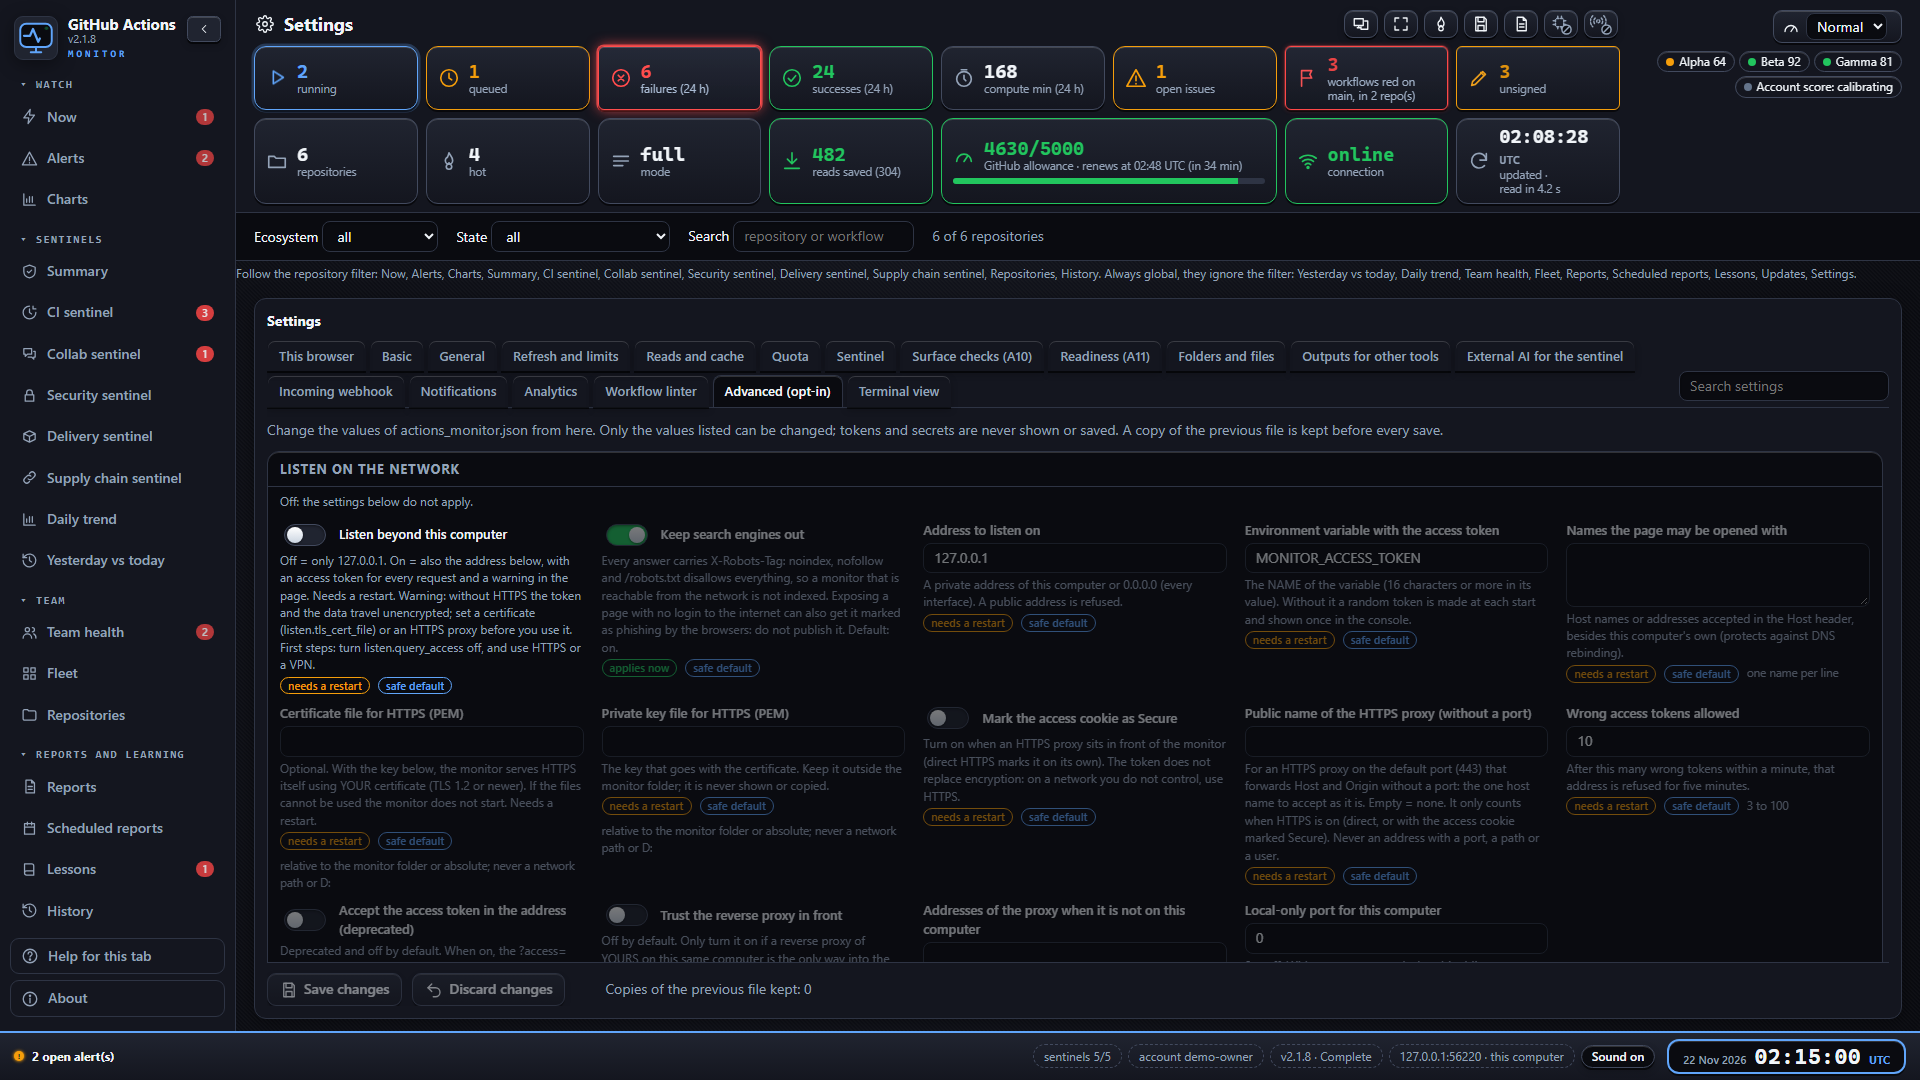 GitHub Actions
v2.1.8
MONITOR
WATCH
Now 1
Alerts 2
Charts
SENTINELS
Summary
CI sentinel 3
Collab sentinel 1
Security sentinel
Delivery sentinel
Supply chain sentinel
Daily trend
Yesterday vs today
TEAM
Team health 2
Fleet
Repositories
REPORTS AND LEARNING
Reports
Scheduled reports
Lessons 1
History
Help for this tab
About
Settings
Normal
2
running
1
queued
6
failures (24 h)
24
successes (24 h)
168
compute min (24 h)
1
open issues
3
workflows red on
main, in 2 repo(s)
3
unsigned
Alpha 64
Beta 92
Gamma 81
Account score: calibrating
6
repositories
4
hot
full
mode
482
reads saved (304)
4630/5000
GitHub allowance · renews at 02:48 UTC (in 34 min)
online
connection
02:08:28
UTC
updated ·
read in 4.2 s
Ecosystem all
State all
Search repository or workflow
6 of 6 repositories
Follow the repository filter: Now, Alerts, Charts, Summary, CI sentinel, Collab sentinel, Security sentinel, Delivery sentinel, Supply chain sentinel, Repositories, History. Always global, they ignore the filter: Yesterday vs today, Daily trend, Team health, Fleet, Reports, Scheduled reports, Lessons, Updates, Settings.
Settings
This browser
Basic
General
Refresh and limits
Reads and cache
Quota
Sentinel
Surface checks (A10)
Readiness (A11)
Folders and files
Outputs for other tools
External AI for the sentinel
Incoming webhook
Notifications
Analytics
Workflow linter
Advanced (opt-in)
Terminal view
Search settings
Change the values of actions_monitor.json from here. Only the values listed can be changed; tokens and secrets are never shown or saved. A copy of the previous file is kept before every save.
LISTEN ON THE NETWORK
Off: the settings below do not apply.
Listen beyond this computer
Off = only 127.0.0.1. On = also the address below, with
an access token for every request and a warning in the
page. Needs a restart. Warning: without HTTPS the token
and the data travel unencrypted; set a certificate
(listen.tls_cert_file) or an HTTPS proxy before you use it.
First steps: turn listen.query_access off, and use HTTPS or
a VPN.
needs a restart safe default
Keep search engines out
Every answer carries X-Robots-Tag: noindex, nofollow
and /robots.txt disallows everything, so a monitor that is
reachable from the network is not indexed. Exposing a
page with no login to the internet can also get it marked
as phishing by the browsers: do not publish it. Default:
on.
applies now safe default
Address to listen on
127.0.0.1
A private address of this computer or 0.0.0.0 (every
interface). A public address is refused.
needs a restart safe default
Environment variable with the access token
MONITOR_ACCESS_TOKEN
The NAME of the variable (16 characters or more in its
value). Without it a random token is made at each start
and shown once in the console.
needs a restart safe default
Names the page may be opened with
Host names or addresses accepted in the Host header,
besides this computer's own (protects against DNS
rebinding).
needs a restart safe default one name per line
Certificate file for HTTPS (PEM)
Optional. With the key below, the monitor serves HTTPS
itself using YOUR certificate (TLS 1.2 or newer). If the files
cannot be used the monitor does not start. Needs a
restart.
needs a restart safe default
relative to the monitor folder or absolute; never a network
path or D:
Private key file for HTTPS (PEM)
The key that goes with the certificate. Keep it outside the
monitor folder; it is never shown or copied.
needs a restart safe default
relative to the monitor folder or absolute; never a network
path or D:
Mark the access cookie as Secure
Turn on when an HTTPS proxy sits in front of the monitor
(direct HTTPS marks it on its own). The token does not
replace encryption: on a network you do not control, use
HTTPS.
needs a restart safe default
Public name of the HTTPS proxy (without a port)
For an HTTPS proxy on the default port (443) that
forwards Host and Origin without a port: the one host
name to accept as it is. Empty = none. It only counts
when HTTPS is on (direct, or with the access cookie
marked Secure). Never an address with a port, a path or
a user.
needs a restart safe default
Wrong access tokens allowed
10
After this many wrong tokens within a minute, that
address is refused for five minutes.
needs a restart safe default 3 to 100
Accept the access token in the address
(deprecated)
Deprecated and off by default. When on, the ?access=
Trust the reverse proxy in front
Off by default. Only turn it on if a reverse proxy of
YOURS on this same computer is the only way into the
Addresses of the proxy when it is not on this
computer
Local-only port for this computer
0
Save changes
Discard changes
Copies of the previous file kept: 0
2 open alert(s)
sentinels 5/5
account demo-owner
v2.1.8 · Complete
127.0.0.1:56220 · this computer
Sound on
22 Nov 2026 02:15:00 UTC